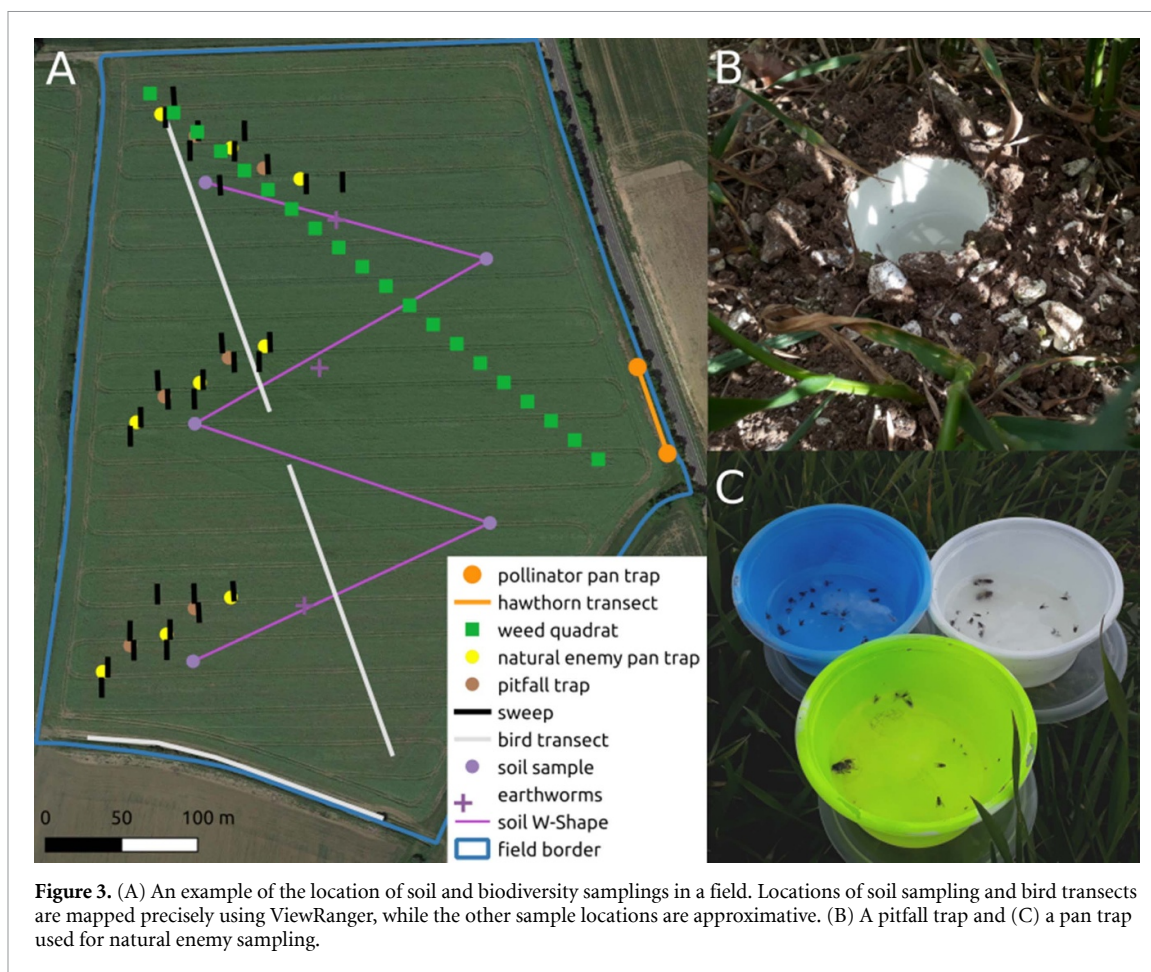 A
B
C
pollinator pan trap
hawthorn transect
weed quadrat
natural enemy pan trap
pitfall trap
sweep
bird transect
soil sample
earthworms
soil W-Shape
field border
0 50 100 m
Figure 3. (A) An example of the location of soil and biodiversity samplings in a field. Locations of soil sampling and bird transects
are mapped precisely using ViewRanger, while the other sample locations are approximative. (B) A pitfall trap and (C) a pan trap
used for natural enemy sampling.